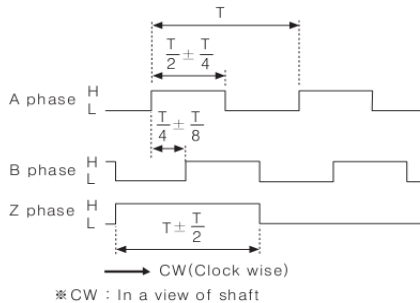 T
T/2 ± T/4
A phase H
L
T/4 ± T/8
B phase H
L
Z phase H
L
T ± T/2
CW(Clock wise)
※CW : In a view of shaft